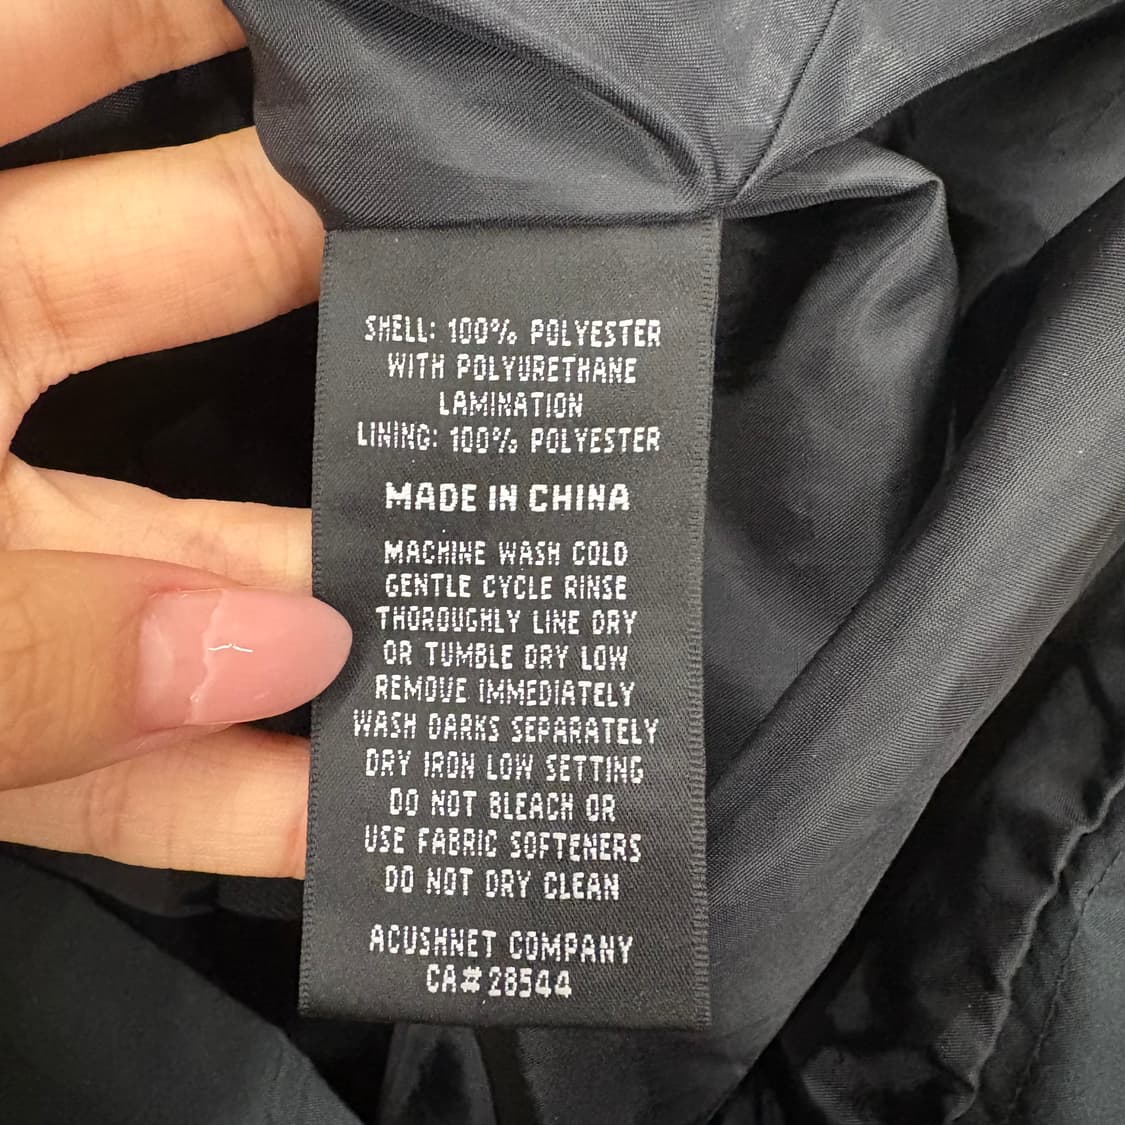 SHELL: 100% POLYESTER
WITH POLYURETHANE
LAMINATION
LINING: 100% POLYESTER
MADE IN CHINA
MACHINE WASH COLD
GENTLE CYCLE RINSE
THOROUGHLY LINE DRY
OR TUMBLE DRY LOW
REMOVE IMMEDIATELY
WASH DARKS SEPARATELY
DRY IRON LOW SETTING
DO NOT BLEACH OR
USE FABRIC SOFTENERS
DO NOT DRY CLEAN
ACUSHNET COMPANY
CA# 28544